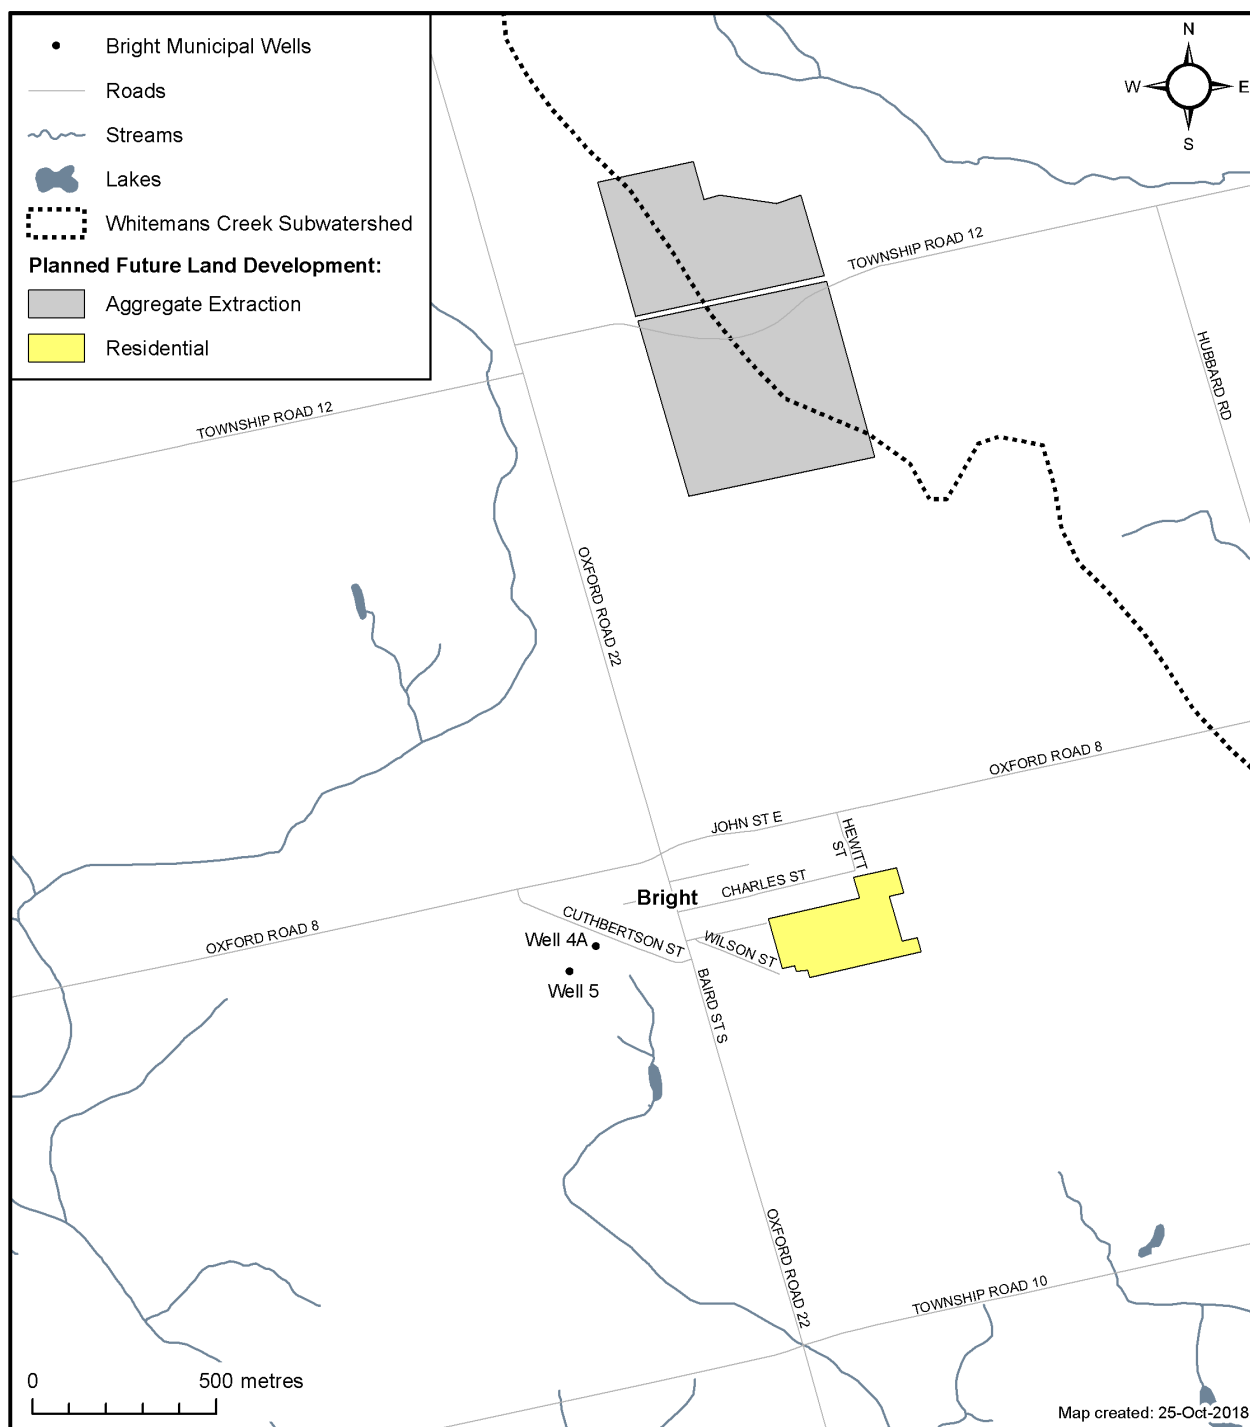 Bright Municipal Wells
Roads
Streams
Lakes
Whitemans Creek Subwatershed
Planned Future Land Development:
Aggregate Extraction
Residential
N
W E
S
TOWNSHIP ROAD 12
HUBBARD RD
TOWNSHIP ROAD 12
OXFORD ROAD 22
OXFORD ROAD 8
JOHN ST E
HEWITT
ST
CHARLES ST
Bright
CUTHBERTSON ST
WILSON ST
OXFORD ROAD 8
Well 4A
Well 5
BAIRD ST S
OXFORD ROAD 22
TOWNSHIP ROAD 10
0 500 metres
Map created: 25-Oct-2018